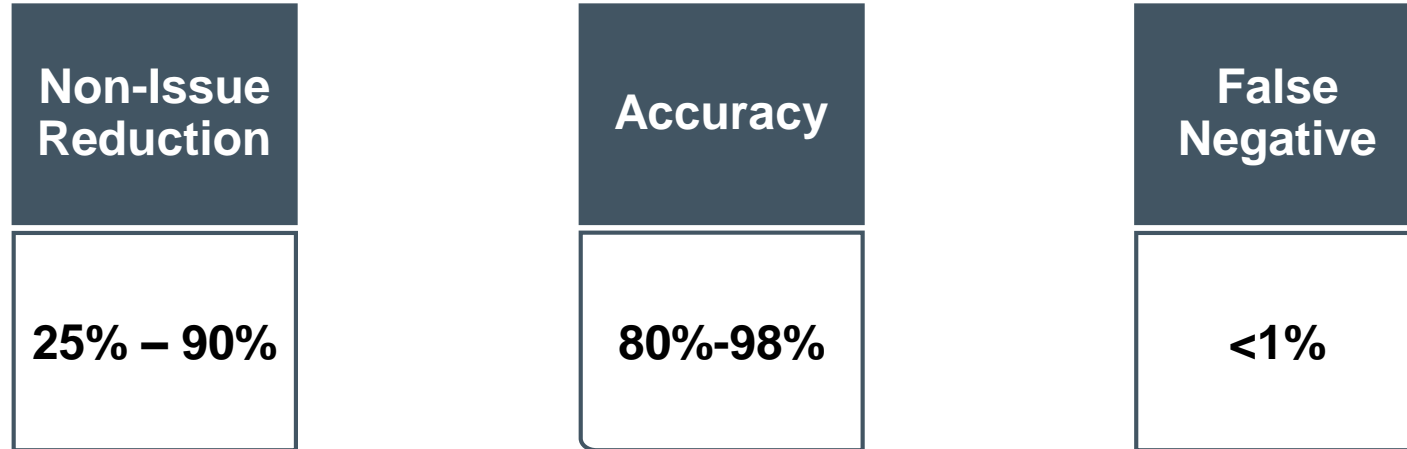 Non-Issue
Reduction
25% – 90%
Accuracy
80%-98%
False
Negative
<1%